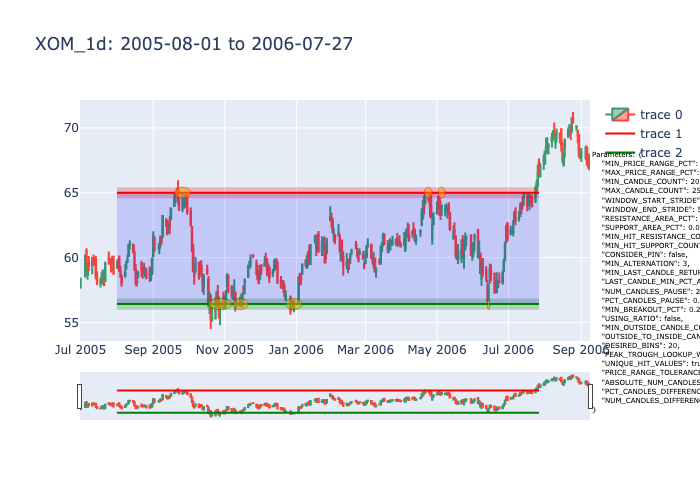 XOM_1d: 2005-08-01 to 2006-07-27
70
65
60
55
Jul 2005
Sep 2005
Nov 2005
Jan 2006
Mar 2006
May 2006
Jul 2006
Sep 2006
trace 0
trace 1
trace 2
Parameters: {
"MIN_PRICE_RANGE_PCT":
"MAX_PRICE_RANGE_PCT":
"MIN_CANDLE_COUNT": 20
"MAX_CANDLE_COUNT": 25
"WINDOW_START_STRIDE":
"WINDOW_END_STRIDE": 5
"RESISTANCE_AREA_PCT":
"SUPPORT_AREA_PCT": 0.0
"MIN_HIT_RESISTANCE_CO
"MIN_HIT_SUPPORT_COUNT
"CONSIDER_PIN": false,
"MIN_ALTERNATION": 3,
"MIN_LAST_CANDLE_RETUR
"LAST_CANDLE_MIN_PCT_A
"NUM_CANDLES_PAUSE": 2
"PCT_CANDLES_PAUSE": 0.
"MIN_BREAKOUT_PCT": 0.2
"USING_RATIO": false,
"MIN_OUTSIDE_CANDLE_CO
"OUTSIDE_TO_INSIDE_CAN
"DESIRED_BINS": 20,
"PEAK_TROUGH_LOOKUP_W
"UNIQUE_HIT_VALUES": tru
"PRICE_RANGE_TOLERANC
"ABSOLUTE_NUM_CANDLES
"PCT_CANDLES_DIFFERENC
"NUM_CANDLES_DIFFEREN
}